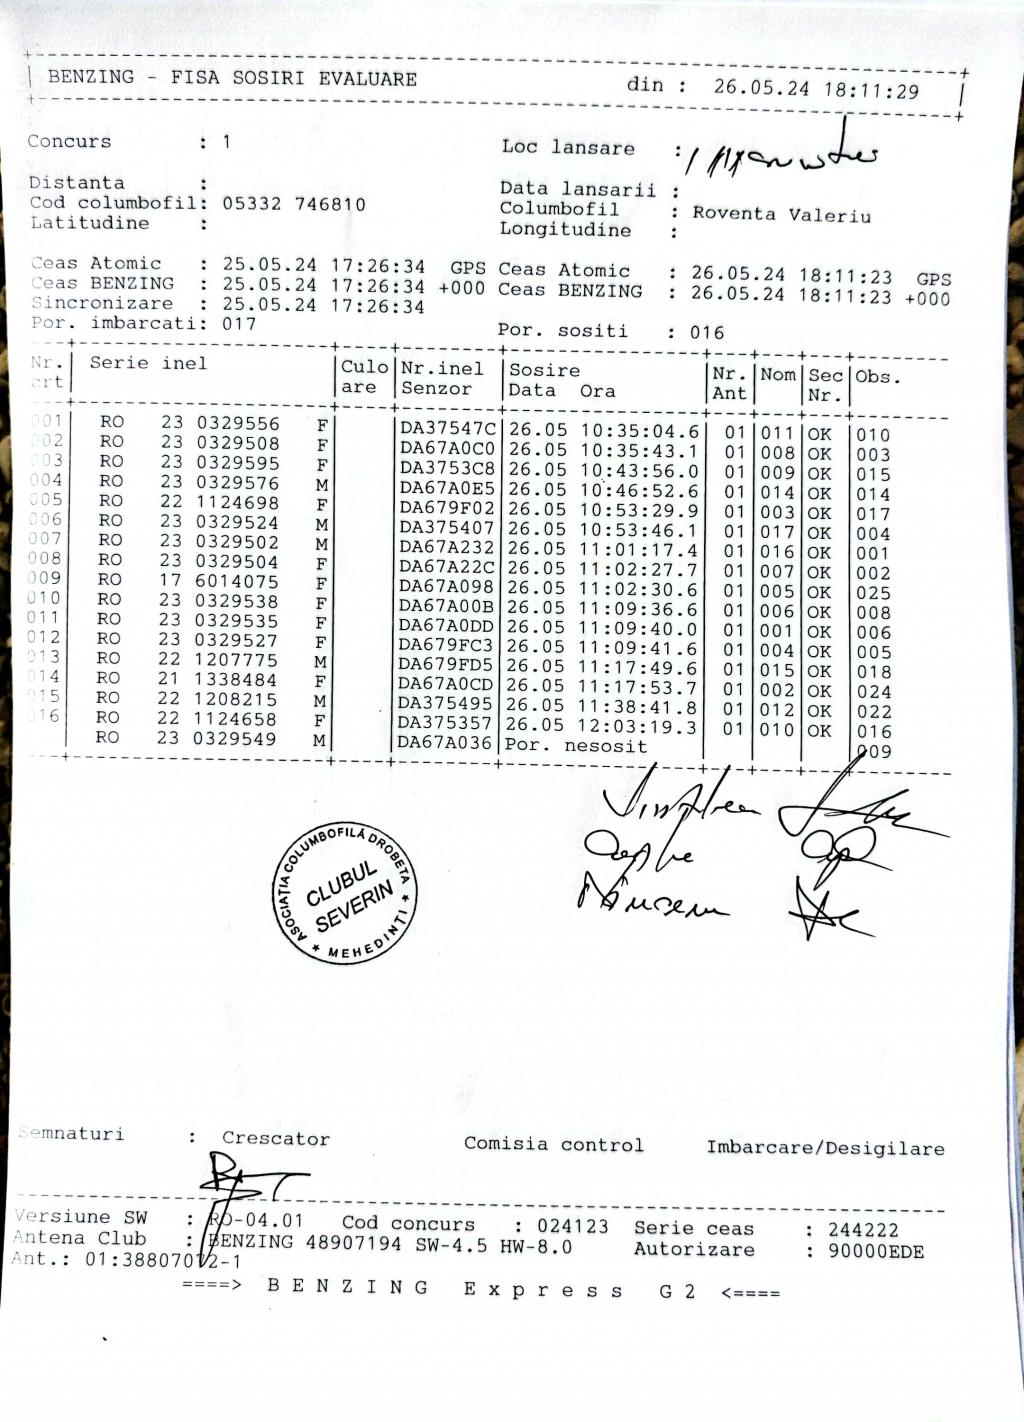 BENZING - FISA SOSIRI EVALUARE din : 26.05.24 18:11:29
Concurs : 1 Loc lansare :
Distanta : Data lansarii :
Cod columbofil: 05332 746810 Columbofil : Roventa Valeriu
Latitudine : Longitudine :
Ceas Atomic : 25.05.24 17:26:34 GPS Ceas Atomic : 26.05.24 18:11:23 GPS
Ceas BENZING : 25.05.24 17:26:34 +000 Ceas BENZING : 26.05.24 18:11:23 +000
Sincronizare : 25.05.24 17:26:34
Por. imbarcati: 017 Por. sositi : 016
Nr. Serie inel Culo Nr.inel Sosire Nr. Nom Sec Obs.
crt are Senzor Data Ora Ant Nr.
001 RO 23 0329556 F DA37547C 26.05 10:35:04.6 01 011 OK 010
002 RO 23 0329508 F DA67A0C0 26.05 10:35:43.1 01 008 OK 003
003 RO 23 0329595 F DA3753C8 26.05 10:43:56.0 01 009 OK 015
004 RO 23 0329576 M DA67A0E5 26.05 10:46:52.6 01 014 OK 014
005 RO 22 1124698 F DA679F02 26.05 10:53:29.9 01 003 OK 017
006 RO 23 0329524 M DA375407 26.05 10:53:46.1 01 017 OK 004
007 RO 23 0329502 M DA67A232 26.05 11:01:17.4 01 016 OK 001
008 RO 23 0329504 F DA67A22C 26.05 11:02:27.7 01 007 OK 002
009 RO 17 6014075 F DA67A098 26.05 11:02:30.6 01 005 OK 025
010 RO 23 0329538 F DA67A00B 26.05 11:09:36.6 01 006 OK 008
011 RO 23 0329535 F DA67A0DD 26.05 11:09:40.0 01 001 OK 006
012 RO 23 0329527 F DA679FC3 26.05 11:09:41.6 01 004 OK 005
013 RO 22 1207775 M DA679FD5 26.05 11:17:49.6 01 015 OK 018
014 RO 21 1338484 F DA67A0CD 26.05 11:17:53.7 01 002 OK 024
015 RO 22 1208215 M DA375495 26.05 11:38:41.8 01 012 OK 022
016 RO 22 1124658 F DA375357 26.05 12:03:19.3 01 010 OK 016
RO 23 0329549 M DA67A036 Por. nesosit 009
ASOCIAŢIA COLUMBOFILĂ DROBETA
CLUBUL
SEVERIN
* MEHEDINTI *
Semnaturi : Crescator Comisia control Imbarcare/Desigilare
Versiune SW : RO-04.01 Cod concurs : 024123 Serie ceas : 244222
Antena Club : BENZING 48907194 SW-4.5 HW-8.0 Autorizare : 90000EDE
Ant.: 01:38807072-1
====> BENZING Express G2 <====